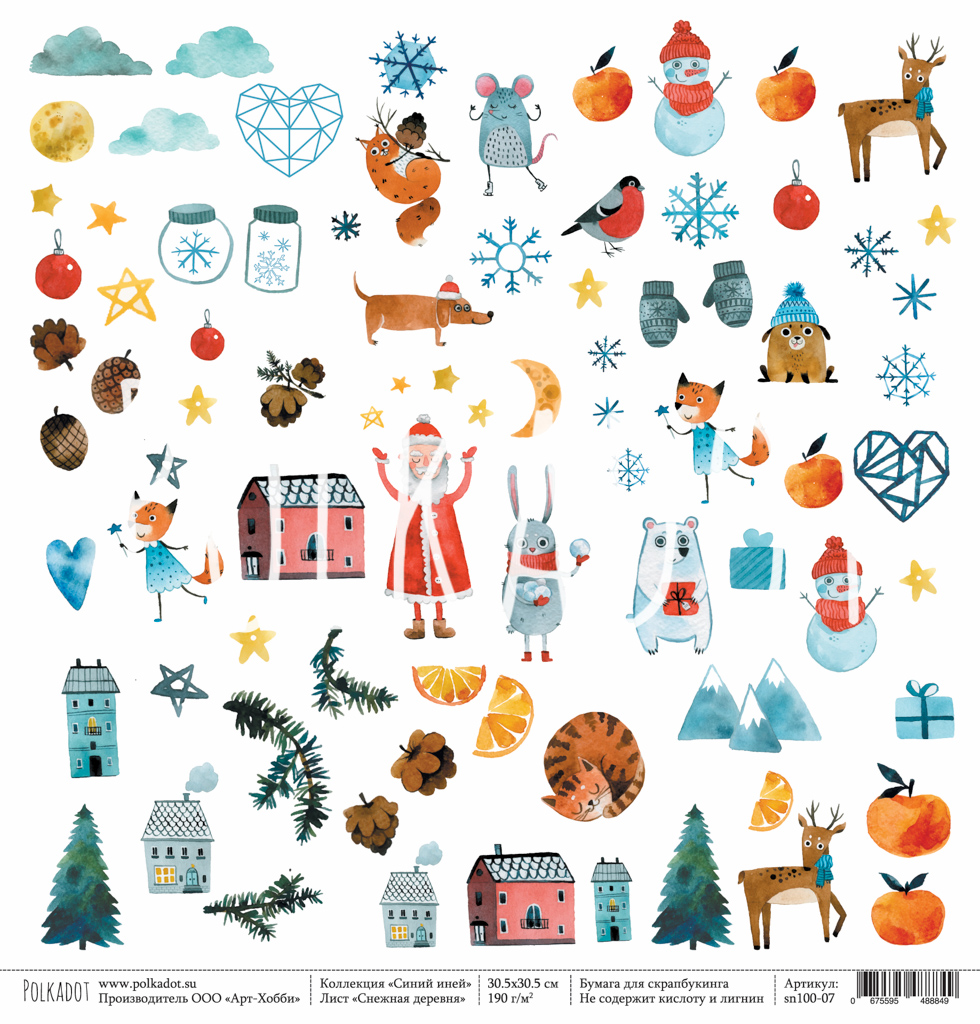 POLKADOT
www.polkadot.su
Производитель ООО «Арт-Хобби»
Коллекция «Синий иней»
Лист «Снежная деревня»
30.5х30.5 см
190 г/м²
Бумага для скрапбукинга
Не содержит кислоту и лигнин
Артикул:
sn100-07
0 675595 488849